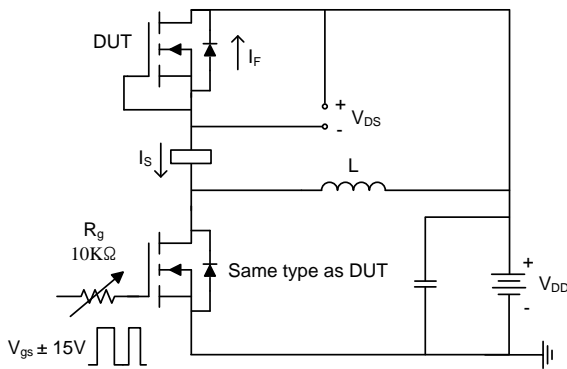 DUT
I_F
+
V_DS
-
I_S
L
R_g
10KΩ
Same type as DUT
+
V_DD
-
V_gs ± 15V